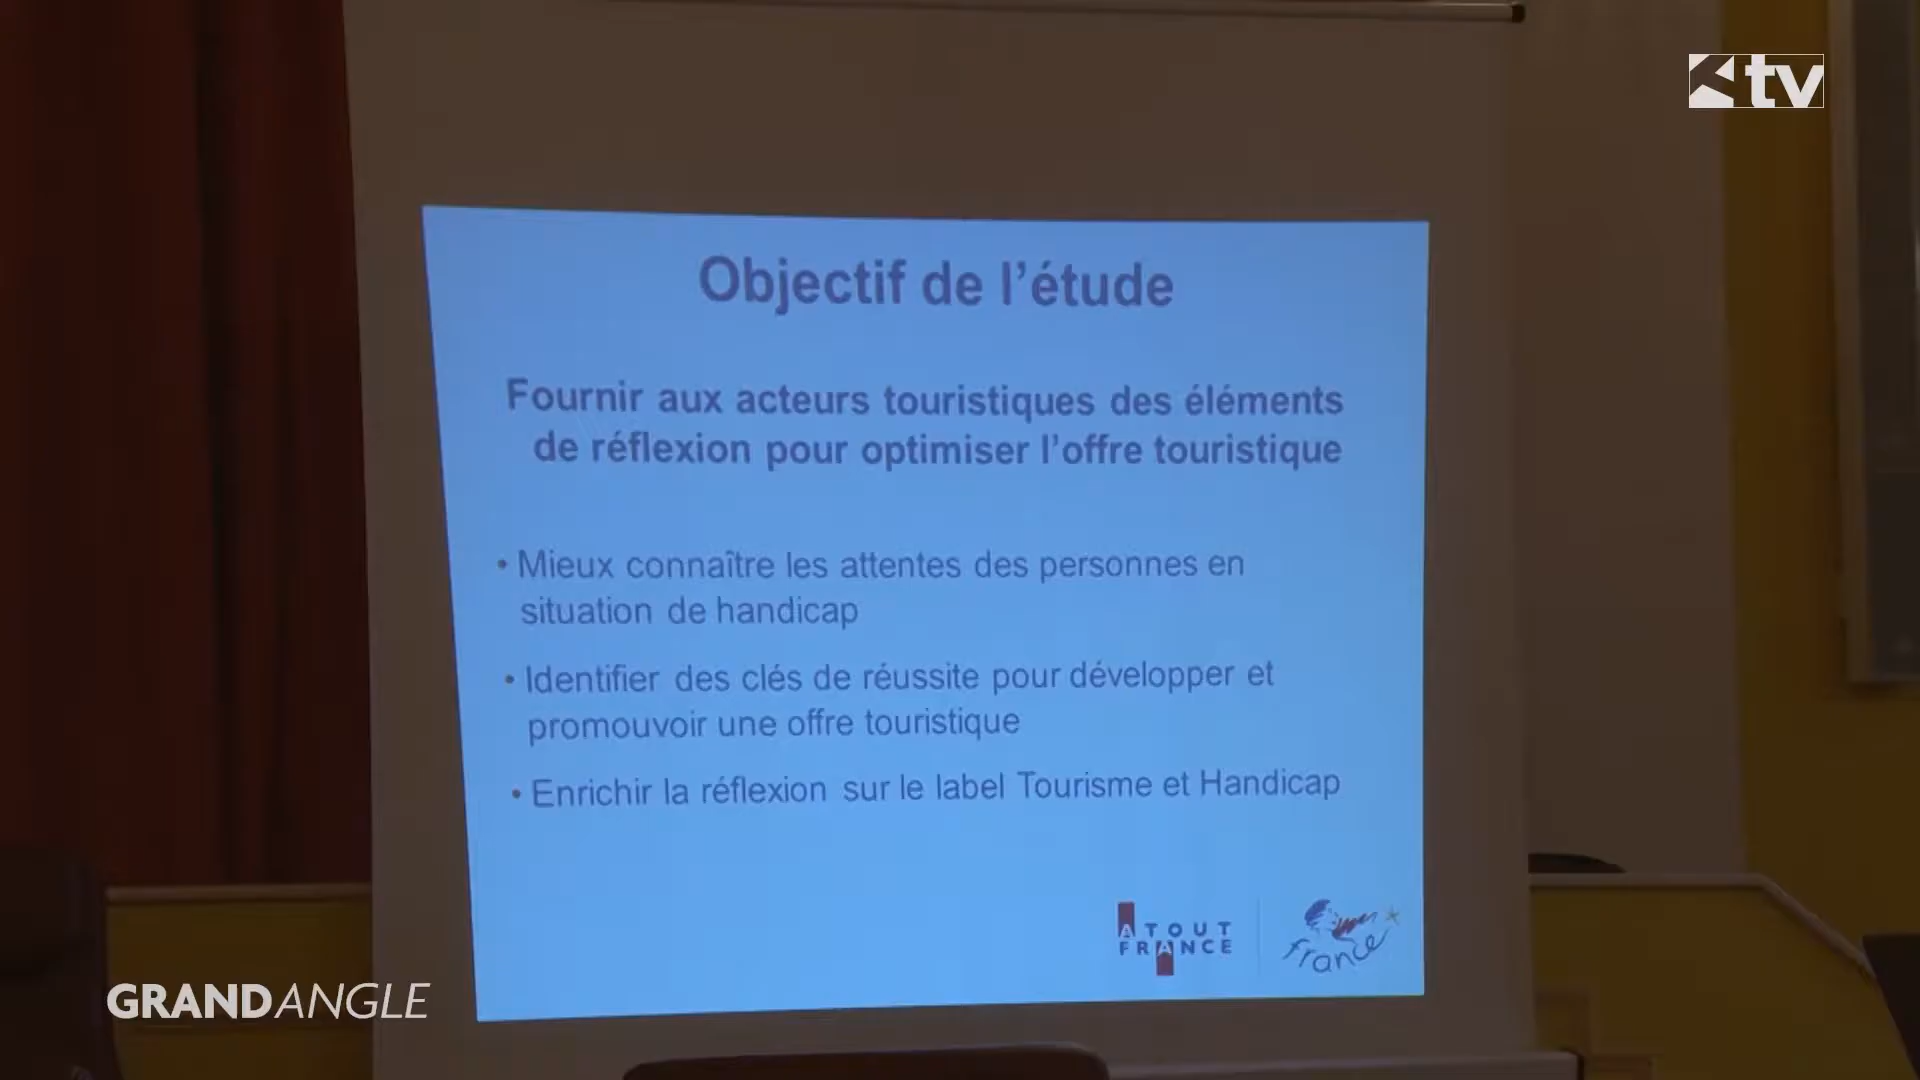 tv
Objectif de l'étude
Fournir aux acteurs touristiques des éléments
de réflexion pour optimiser l'offre touristique
• Mieux connaître les attentes des personnes en
situation de handicap
• Identifier des clés de réussite pour développer et
promouvoir une offre touristique
• Enrichir la réflexion sur le label Tourisme et Handicap
ATOUT
FRANCE
France
GRANDANGLE